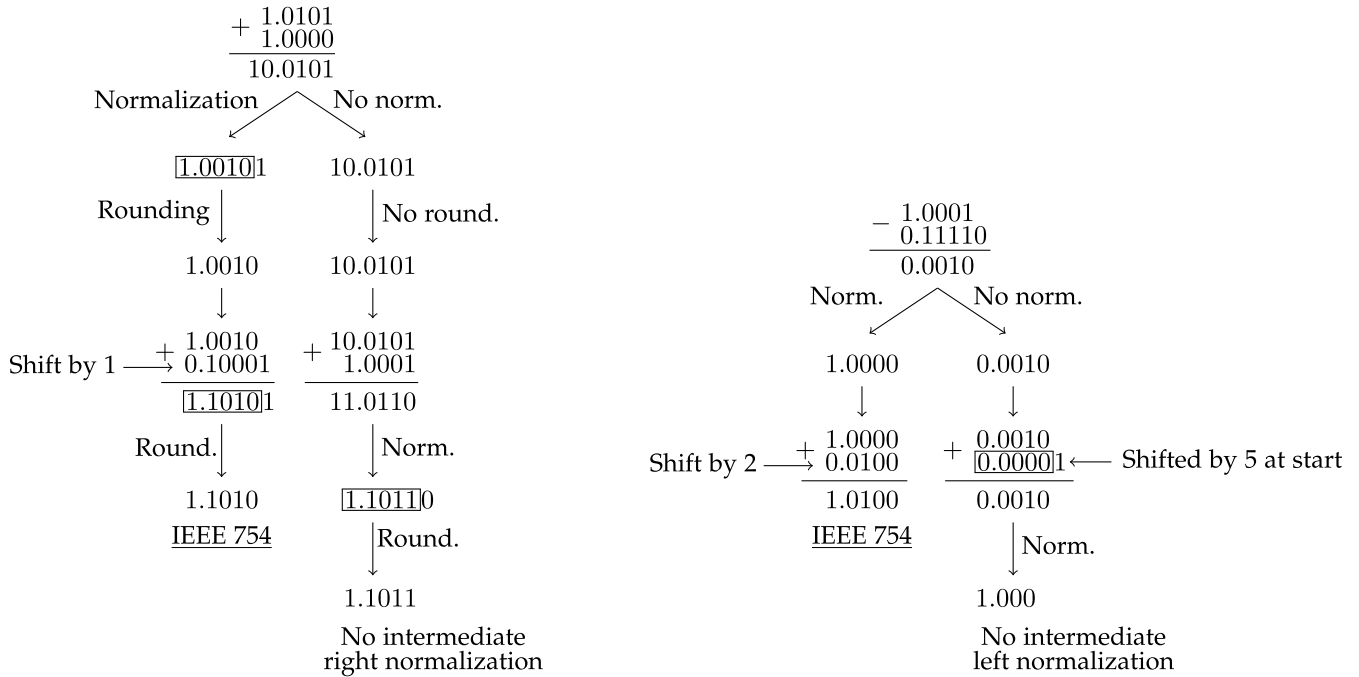 + 1.0101
1.0000
10.0101
Normalization No norm.
1.00101 10.0101
Rounding No round.
1.0010 10.0101
+ 1.0010 + 10.0101
Shift by 1 0.10001 1.0001
1.10101 11.0110
Round. Norm.
1.1010 1.10110
IEEE 754
Round.
1.1011
No intermediate
right normalization
− 1.0001
0.11110
0.0010
Norm. No norm.
1.0000 0.0010
+ 1.0000 + 0.0010
Shift by 2 0.0100 0.00001 Shifted by 5 at start
1.0100 0.0010
IEEE 754
Norm.
1.000
No intermediate
left normalization